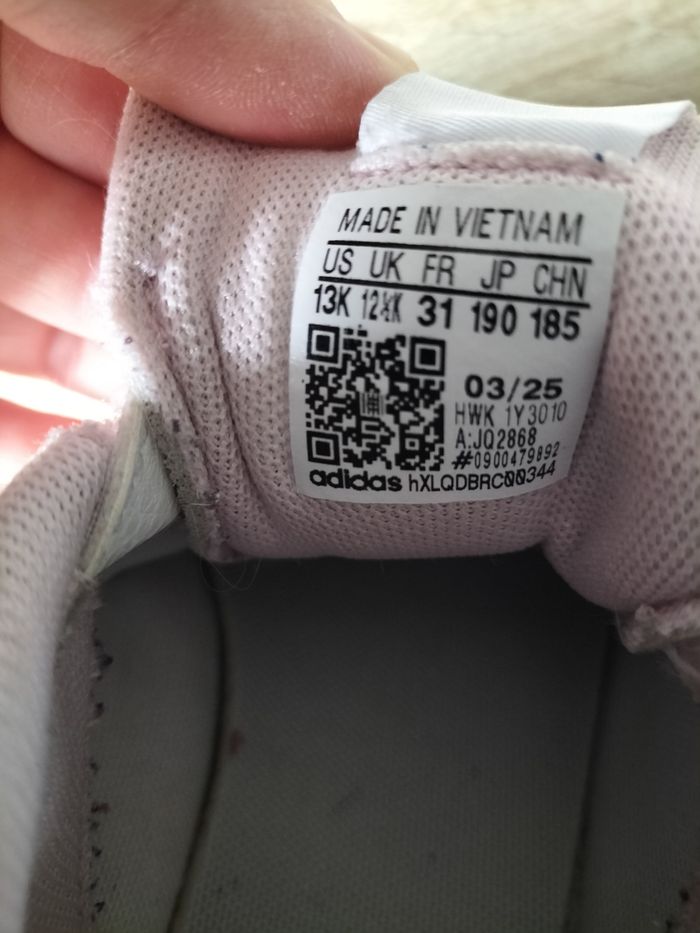 MADE IN VIETNAM
US UK FR JP CHN
13K 12½K 31 190 185
03/25
HWK 1Y3010
A:JQ2868
#0900479892
adidas hXLQDBRC00344